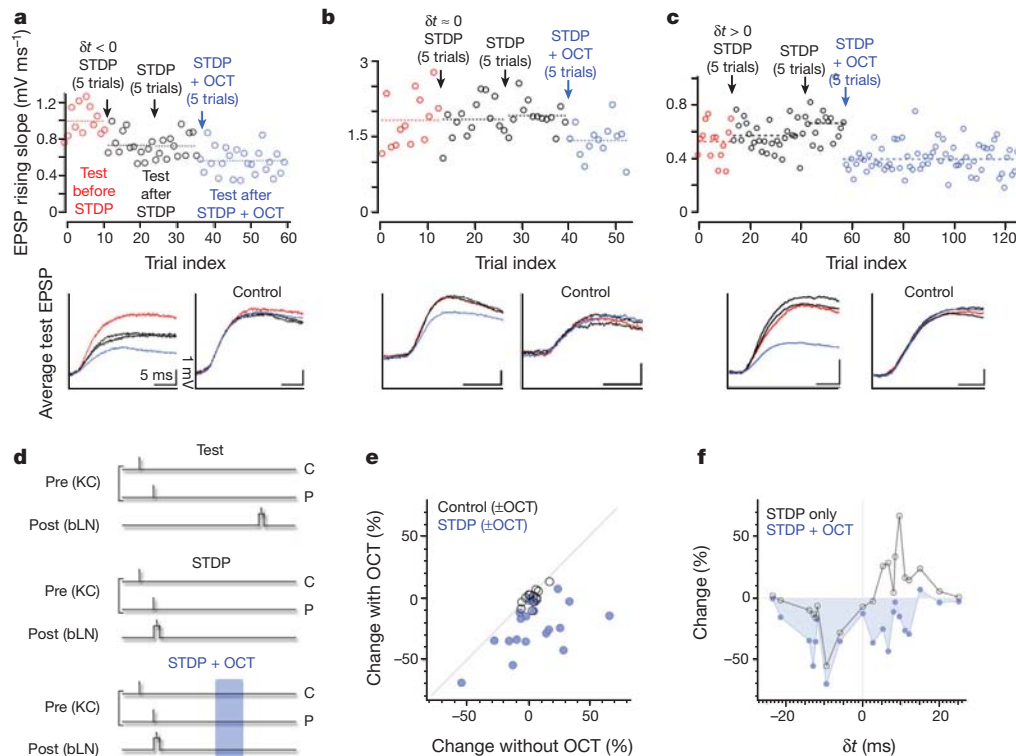 a
δt < 0
STDP
(5 trials)
STDP
(5 trials)
STDP
+ OCT
(5 trials)
EPSP rising slope (mV ms⁻¹)
1.2
0.8
0.4
0
Test
before
STDP
Test
after
STDP
Test after
STDP + OCT
0 10 20 30 40 50 60
Trial index
b
δt ≈ 0
STDP
(5 trials)
STDP
(5 trials)
STDP
+ OCT
(5 trials)
3
1.5
0
0 10 20 30 40 50
Trial index
c
δt > 0
STDP
(5 trials)
STDP
(5 trials)
STDP
+ OCT
(5 trials)
0.8
0.4
0
0 40 80 120
Trial index
Average test EPSP
5 ms
1 mV
Control
Control
Control
d
Test
Pre (KC)
C
P
Post (bLN)
STDP
Pre (KC)
C
P
Post (bLN)
STDP + OCT
Pre (KC)
C
P
Post (bLN)
e
Control (±OCT)
STDP (±OCT)
Change with OCT (%)
50
0
−50
−50 0 50
Change without OCT (%)
f
STDP only
STDP + OCT
Change (%)
50
0
−50
−20 0 20
δt (ms)